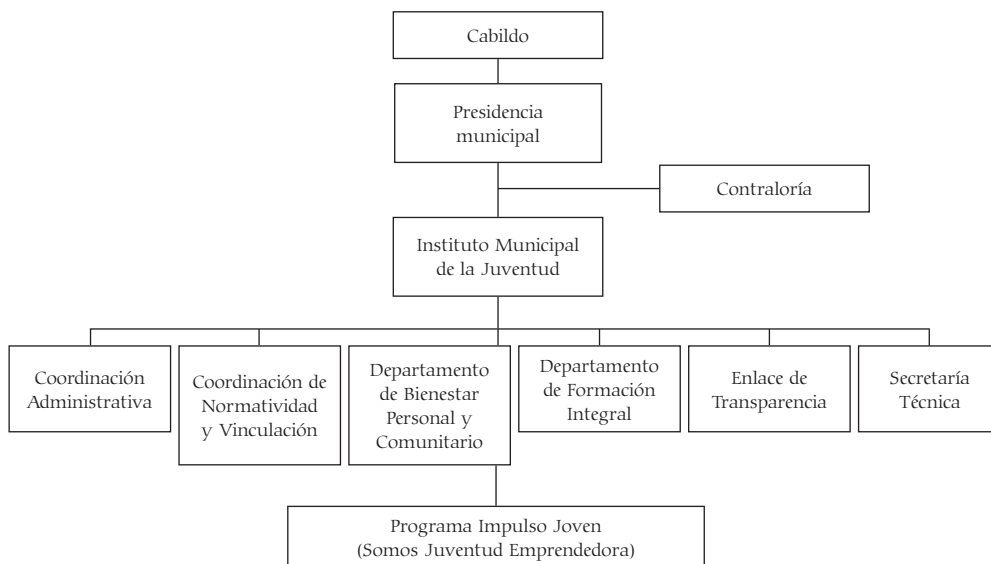 Cabildo
Presidencia
municipal
Contraloría
Instituto Municipal
de la Juventud
Coordinación
Administrativa
Coordinación de
Normatividad
y Vinculación
Departamento
de Bienestar
Personal y
Comunitario
Departamento
de Formación
Integral
Enlace de
Transparencia
Secretaría
Técnica
Programa Impulso Joven
(Somos Juventud Emprendedora)